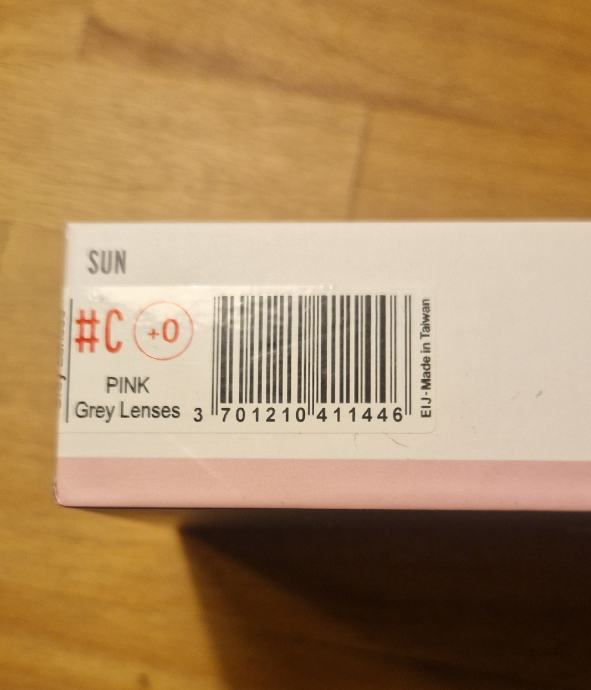 SUN
#C +0
PINK
Grey Lenses
3 701210 411446
EIJ - Made in Taiwan